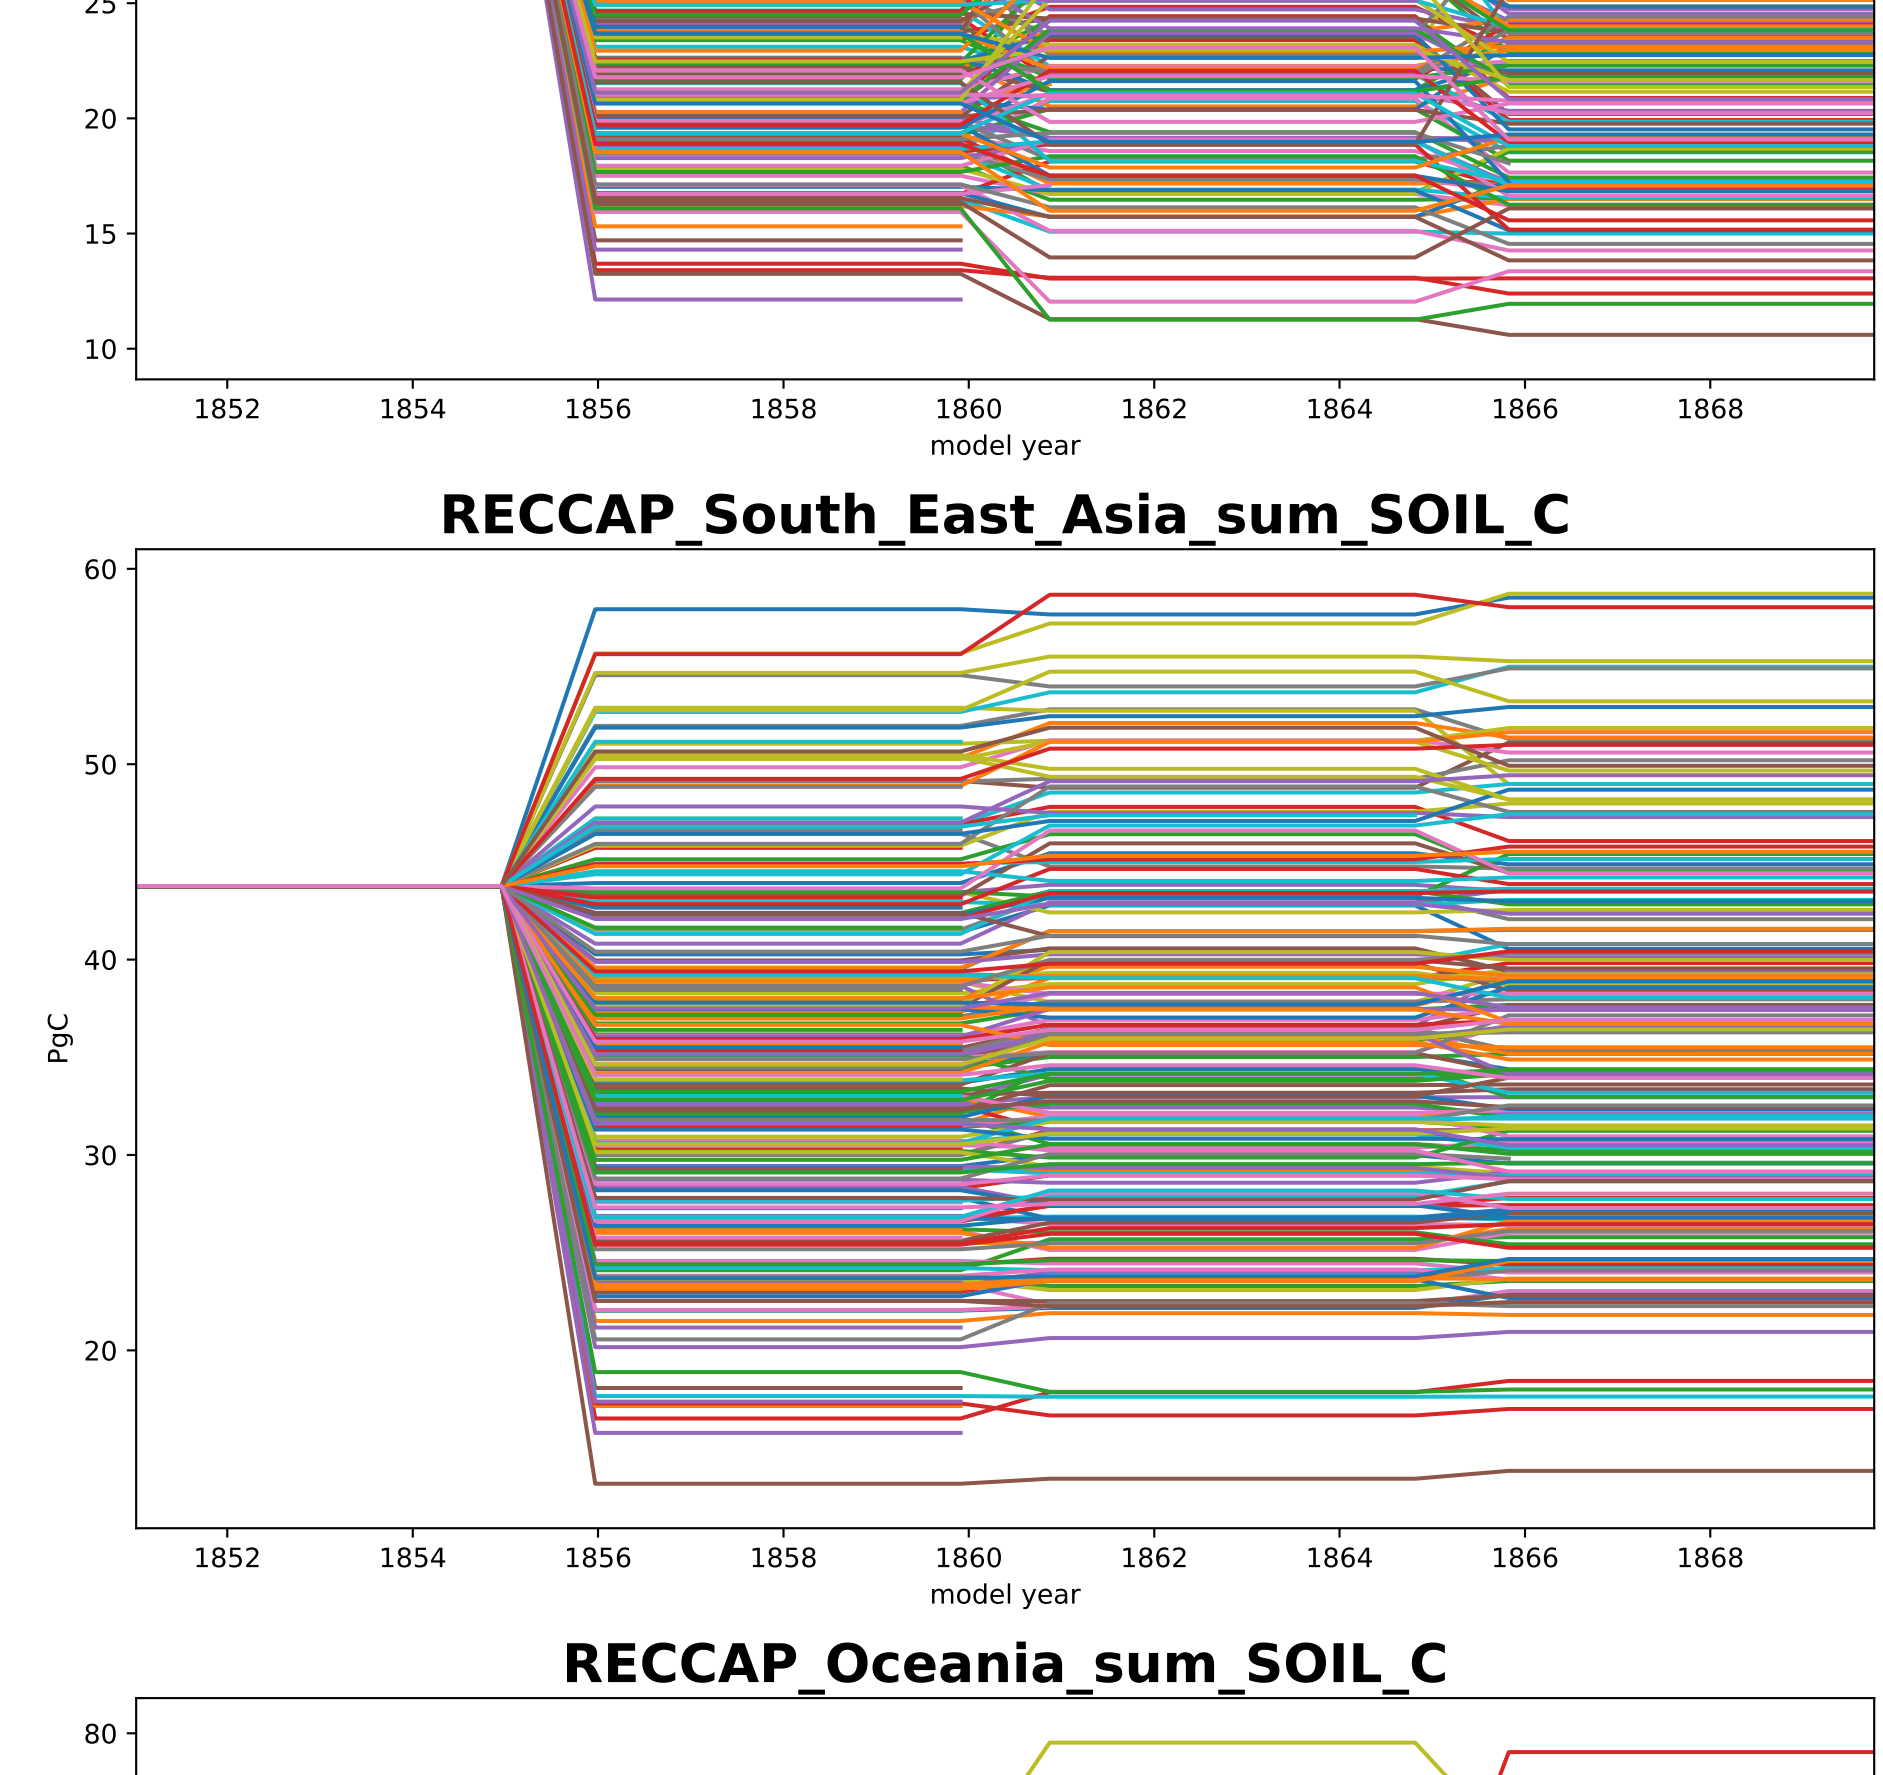 25
20
15
10
1852 1854 1856 1858 1860 1862 1864 1866 1868
model year
RECCAP_South_East_Asia_sum_SOIL_C
60
50
40
30
20
PgC
1852 1854 1856 1858 1860 1862 1864 1866 1868
model year
RECCAP_Oceania_sum_SOIL_C
80